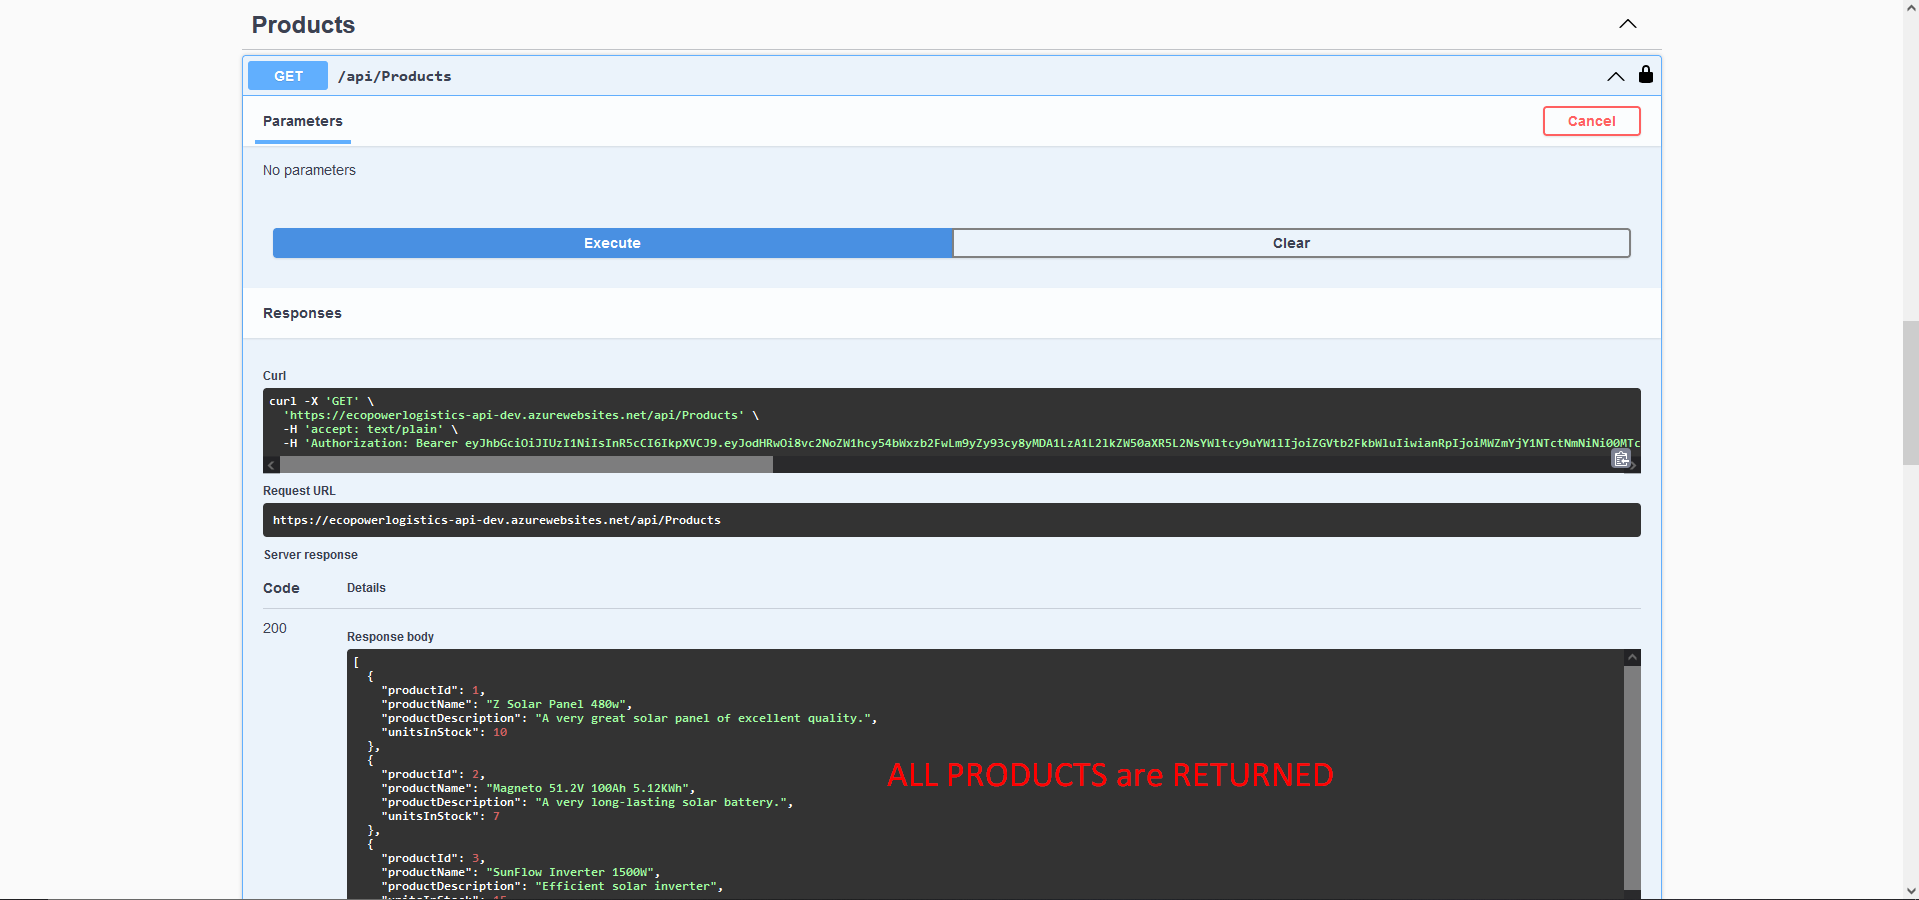 Products
GET /api/Products
Parameters
Cancel
No parameters
Execute
Clear
Responses
Curl
curl -X 'GET' \
'https://ecopowerlogistics-api-dev.azurewebsites.net/api/Products' \
-H 'accept: text/plain' \
-H 'Authorization: Bearer eyJhbGciOiJIUzI1NiIsInR5cCI6IkpXVCJ9.eyJodHRwOi8vc2NoZW1hcy54bWxzb2FwLm9yZy93cy8yMDA1LzA1L2lkZW50aXR5L2NsYWltcy9uYW1lIjoiZGVtb2FkbWluIiwianRpIjoiMWZmYjY1NTctNmNiNi00MTc
Request URL
https://ecopowerlogistics-api-dev.azurewebsites.net/api/Products
Server response
Code
Details
200
Response body
[
{
"productId": 1,
"productName": "Z Solar Panel 480w",
"productDescription": "A very great solar panel of excellent quality.",
"unitsInStock": 10
},
{
"productId": 2,
"productName": "Magneto 51.2V 100Ah 5.12KWh",
"productDescription": "A very long-lasting solar battery.",
"unitsInStock": 7
},
{
"productId": 3,
"productName": "SunFlow Inverter 1500W",
"productDescription": "Efficient solar inverter",
ALL PRODUCTS are RETURNED